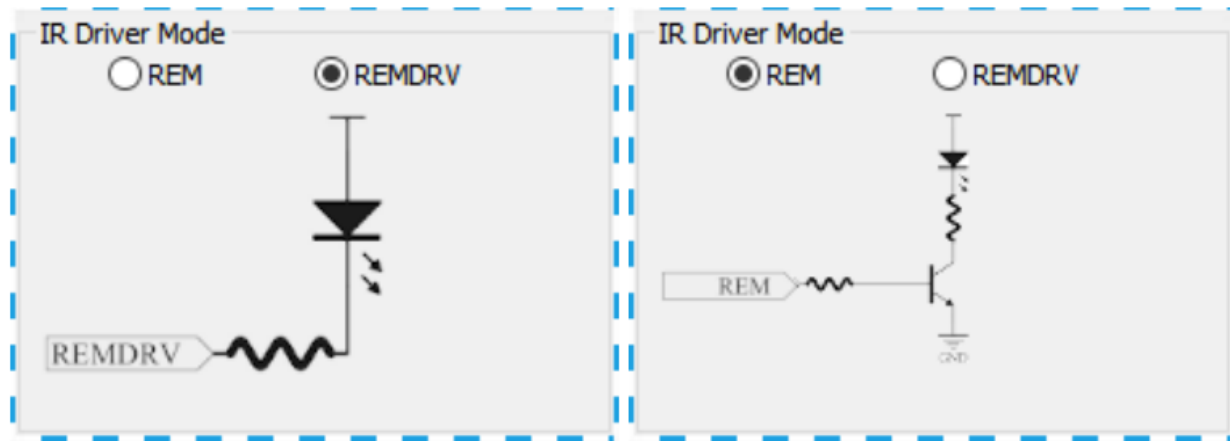 IR Driver Mode
REM REMDRV
REMDRV
IR Driver Mode
REM REMDRV
REM
GND